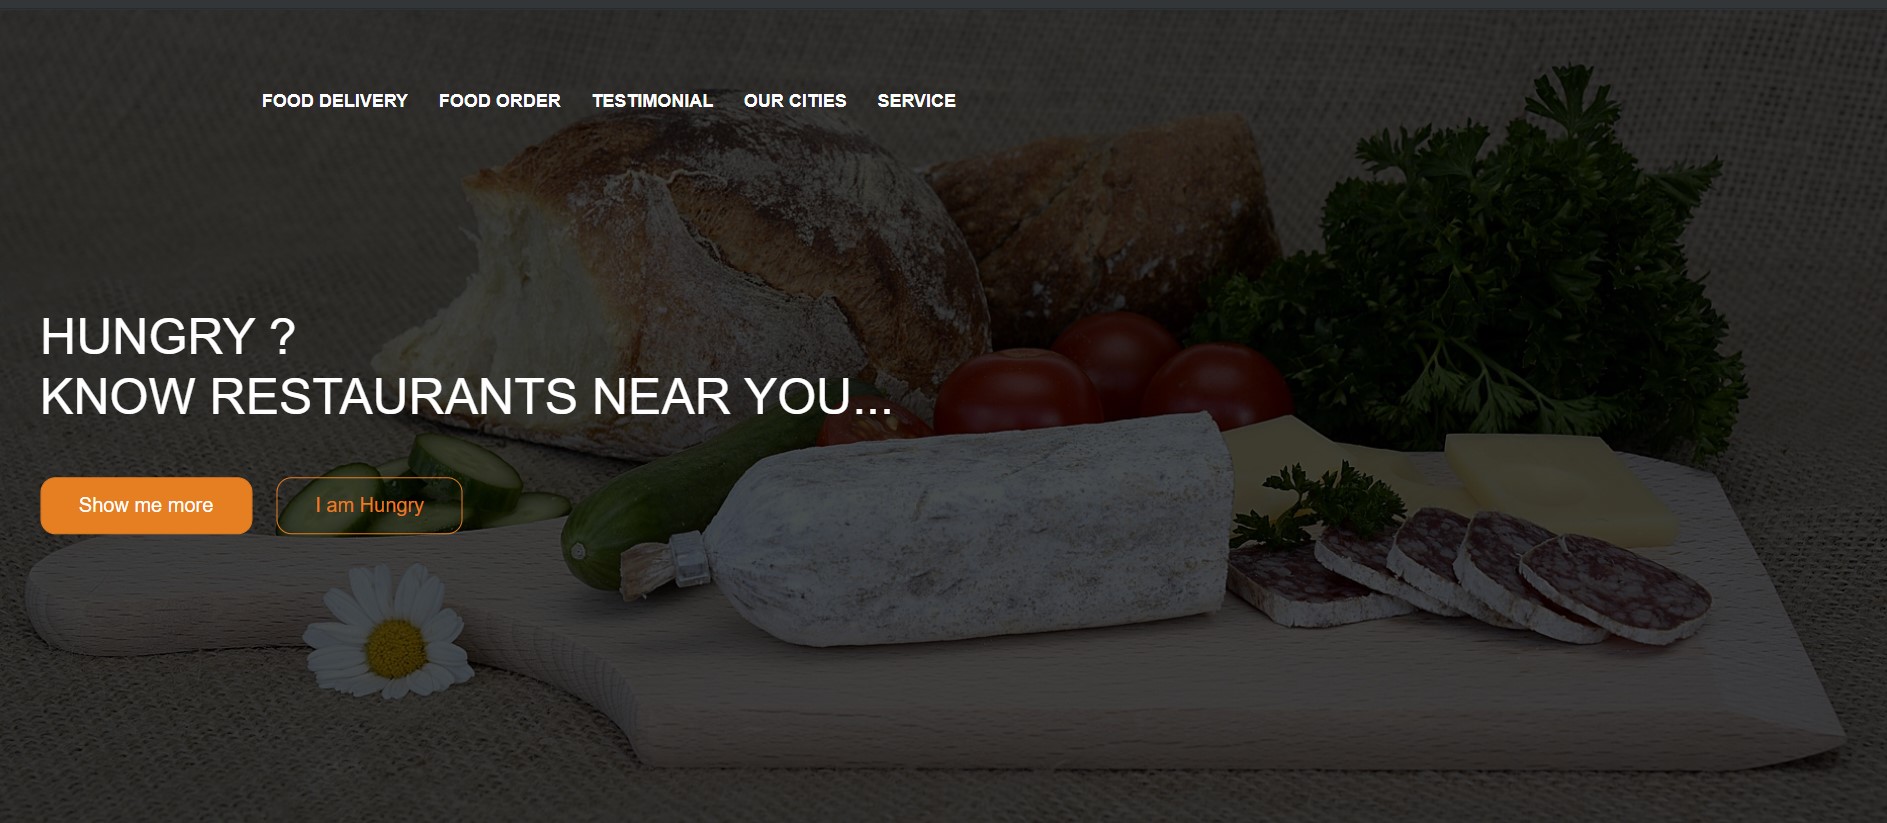 FOOD DELIVERY FOOD ORDER TESTIMONIAL OUR CITIES SERVICE
HUNGRY ?
KNOW RESTAURANTS NEAR YOU...
Show me more I am Hungry